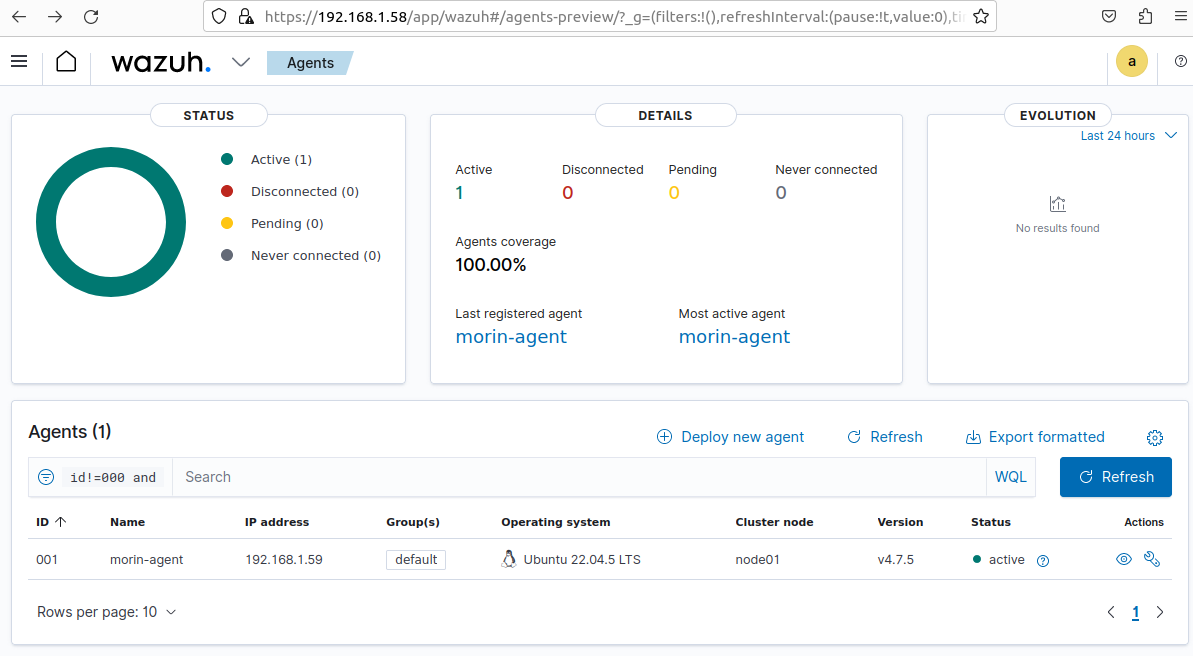 https://192.168.1.58/app/wazuh#/agents-preview/?_g=(filters:!(),refreshInterval:(pause:!t,value:0),ti
wazuh.
Agents
a
STATUS
Active (1)
Disconnected (0)
Pending (0)
Never connected (0)
DETAILS
Active Disconnected Pending Never connected
1 0 0 0
Agents coverage
100.00%
Last registered agent Most active agent
morin-agent morin-agent
EVOLUTION
Last 24 hours
No results found
Agents (1)
Deploy new agent Refresh Export formatted
id!=000 and Search WQL Refresh
ID Name IP address Group(s) Operating system Cluster node Version Status Actions
001 morin-agent 192.168.1.59 default Ubuntu 22.04.5 LTS node01 v4.7.5 active
Rows per page: 10 1